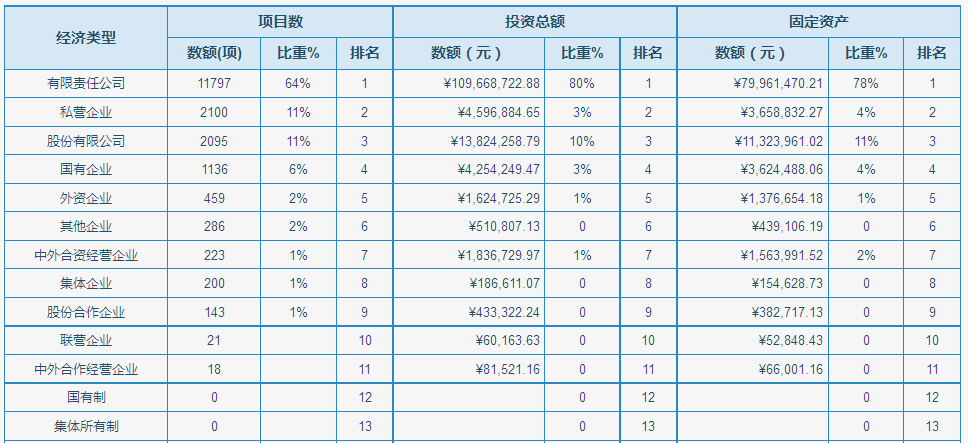 经济类型 项目数 投资总额 固定资产
数额(项) 比重% 排名 数额（元） 比重% 排名 数额（元） 比重% 排名
有限责任公司 11797 64% 1 ¥109,668,722.88 80% 1 ¥79,961,470.21 78% 1
私营企业 2100 11% 2 ¥4,596,884.65 3% 2 ¥3,658,832.27 4% 2
股份有限公司 2095 11% 3 ¥13,824,258.79 10% 3 ¥11,323,961.02 11% 3
国有企业 1136 6% 4 ¥4,254,249.47 3% 4 ¥3,624,488.06 4% 4
外资企业 459 2% 5 ¥1,624,725.29 1% 5 ¥1,376,654.18 1% 5
其他企业 286 2% 6 ¥510,807.13 0 6 ¥439,106.19 0 6
中外合资经营企业 223 1% 7 ¥1,836,729.97 1% 7 ¥1,563,991.52 2% 7
集体企业 200 1% 8 ¥186,611.07 0 8 ¥154,628.73 0 8
股份合作企业 143 1% 9 ¥433,322.24 0 9 ¥382,717.13 0 9
联营企业 21 10 ¥60,163.63 0 10 ¥52,848.43 0 10
中外合作经营企业 18 11 ¥81,521.16 0 11 ¥66,001.16 0 11
国有制 0 12 0 12 0 12
集体所有制 0 13 0 13 0 13